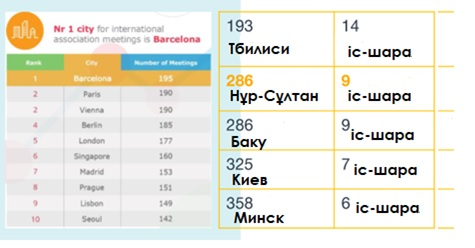 Nr 1 city for international
association meetings is Barcelona
Rank City Number of Meetings
1 Barcelona 195
2 Paris 190
2 Vienna 190
4 Berlin 185
5 London 177
6 Singapore 160
7 Madrid 153
8 Prague 151
9 Lisbon 149
10 Seoul 142
193 14
Тбилиси іс-шара
286 9
Нұр-Сұлтан іс-шара
286 9 іс-шара
Баку
325 7 іс-шара
Киев
358 6 іс-шара
Минск